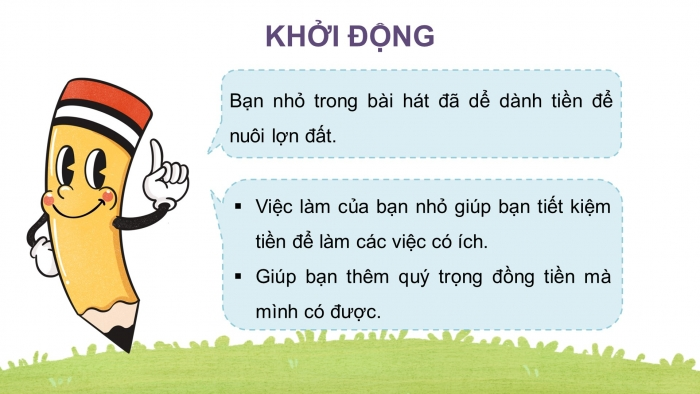 KHỞI ĐỘNG
Bạn nhỏ trong bài hát đã dể dành tiền để
nuôi lợn đất.
▪ Việc làm của bạn nhỏ giúp bạn tiết kiệm
tiền để làm các việc có ích.
▪ Giúp bạn thêm quý trọng đồng tiền mà
mình có được.